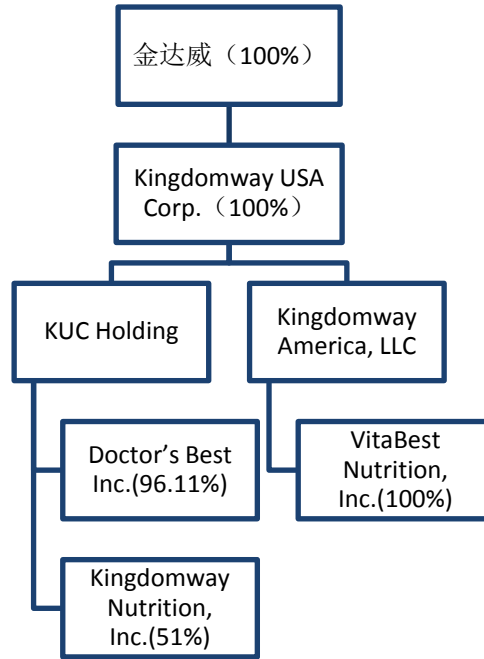 金达威（100%）
Kingdomway USA
Corp.（100%）
KUC Holding
Kingdomway
America, LLC
Doctor’s Best
Inc.(96.11%)
VitaBest
Nutrition,
Inc.(100%)
Kingdomway
Nutrition,
Inc.(51%)